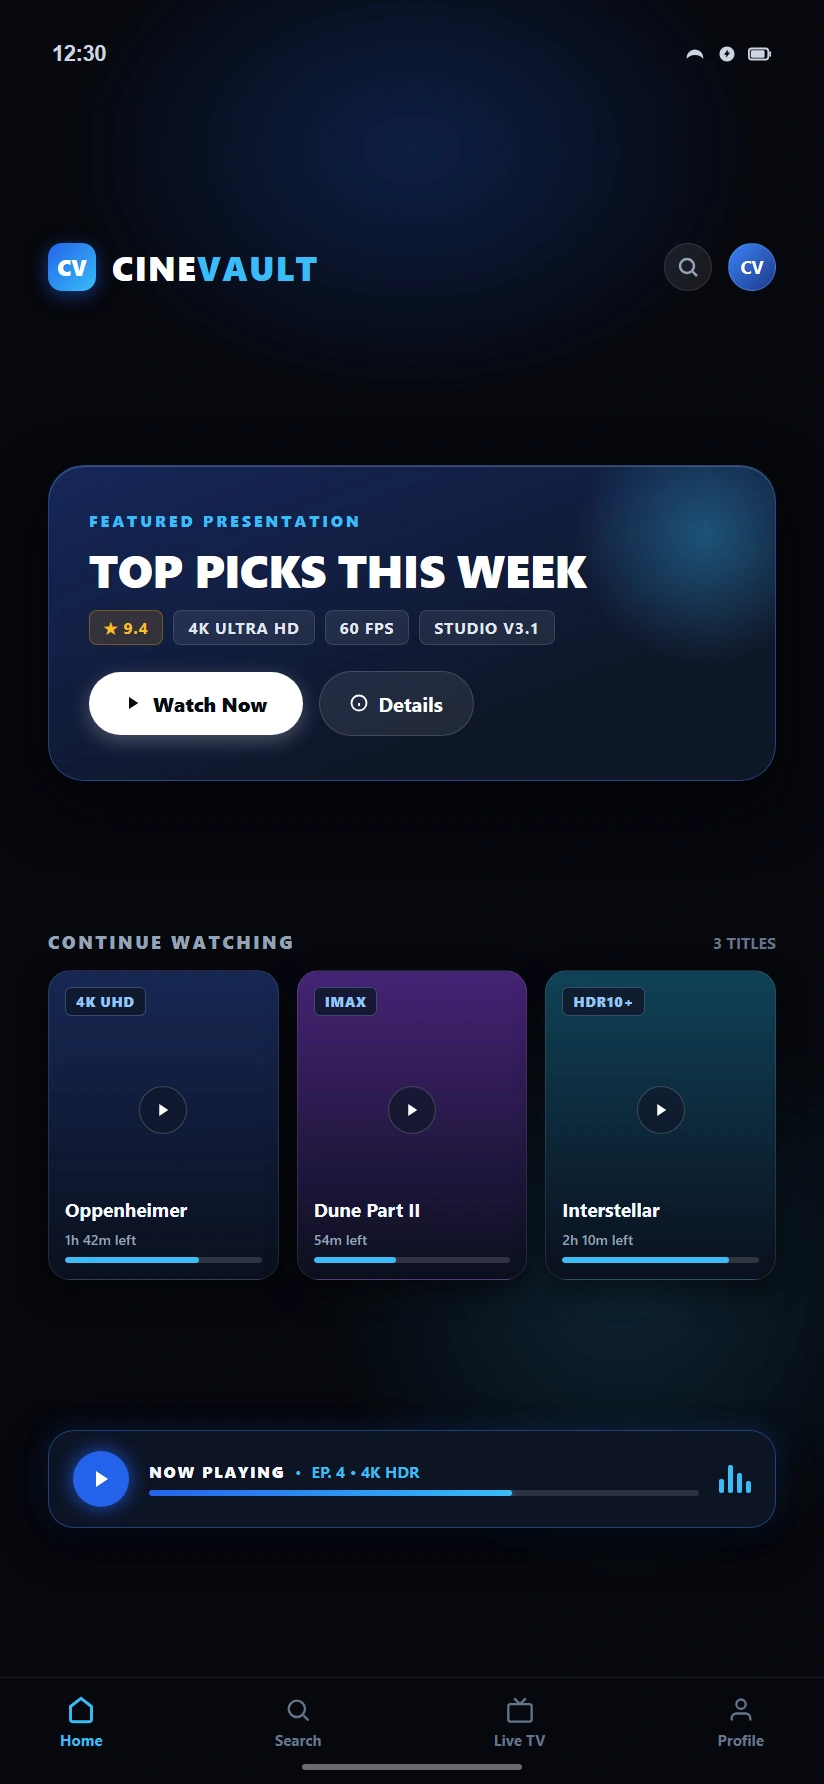 12:30
CV CINEVAULT CV
FEATURED PRESENTATION
TOP PICKS THIS WEEK
★ 9.4 4K ULTRA HD 60 FPS STUDIO V3.1
Watch Now Details
CONTINUE WATCHING 3 TITLES
4K UHD IMAX HDR10+
Oppenheimer Dune Part II Interstellar
1h 42m left 54m left 2h 10m left
NOW PLAYING • EP. 4 • 4K HDR
Home Search Live TV Profile